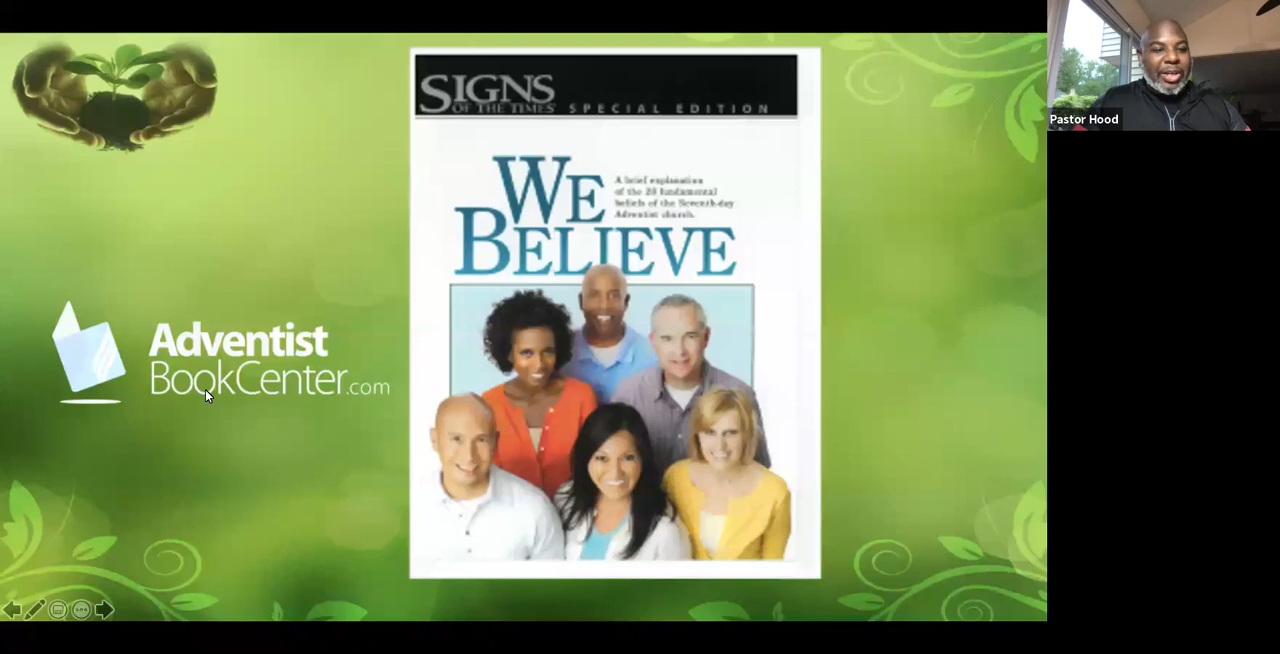 SIGNS
OF THE TIMES SPECIAL EDITION
WE
BELIEVE
A brief explanation
of the 28 fundamental
beliefs of the Seventh-day
Adventist church.
Adventist
BookCenter.com
Pastor Hood